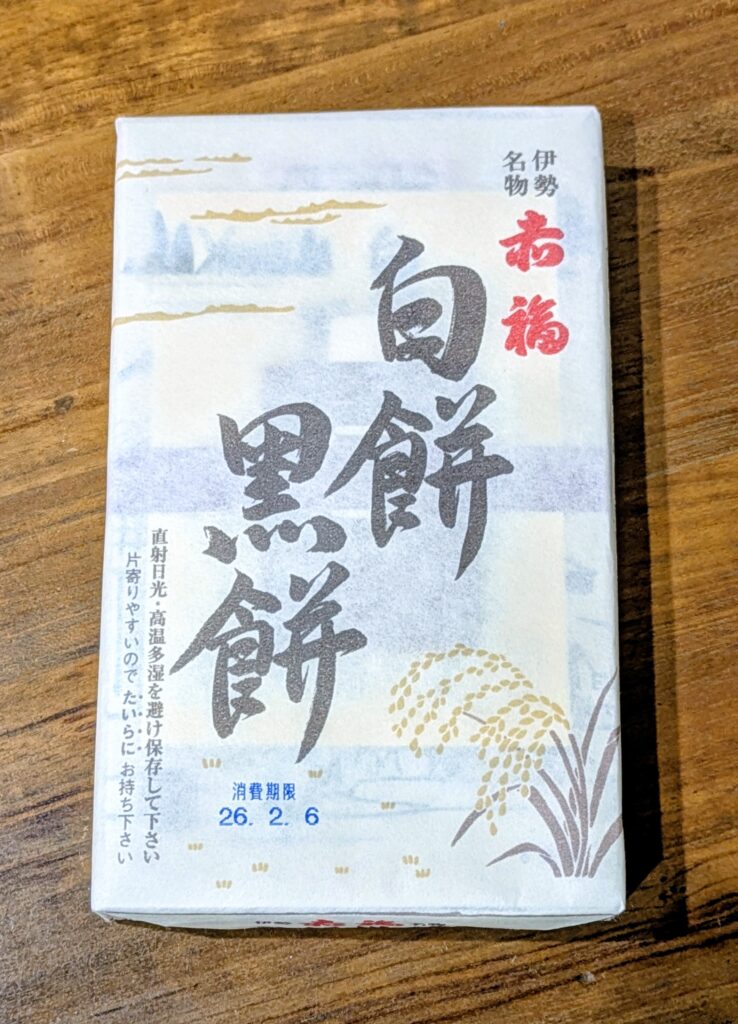 伊勢
名物
赤福
白餅
黒餅
直射日光・高温多湿を避け保存して下さい
片寄りやすいので たいらに お持ち下さい
消費期限
26. 2. 6
赤福